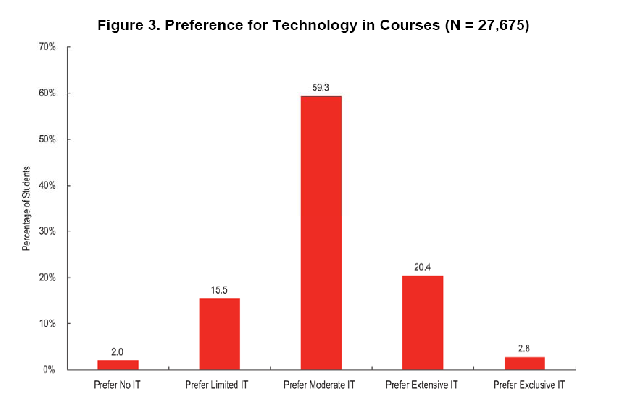 Figure 3. Preference for Technology in Courses (N = 27,675)
70%
60%
50%
40%
30%
20%
10%
0%
Percentage of Students
2.0
15.5
59.3
20.4
2.8
Prefer No IT
Prefer Limited IT
Prefer Moderate IT
Prefer Extensive IT
Prefer Exclusive IT